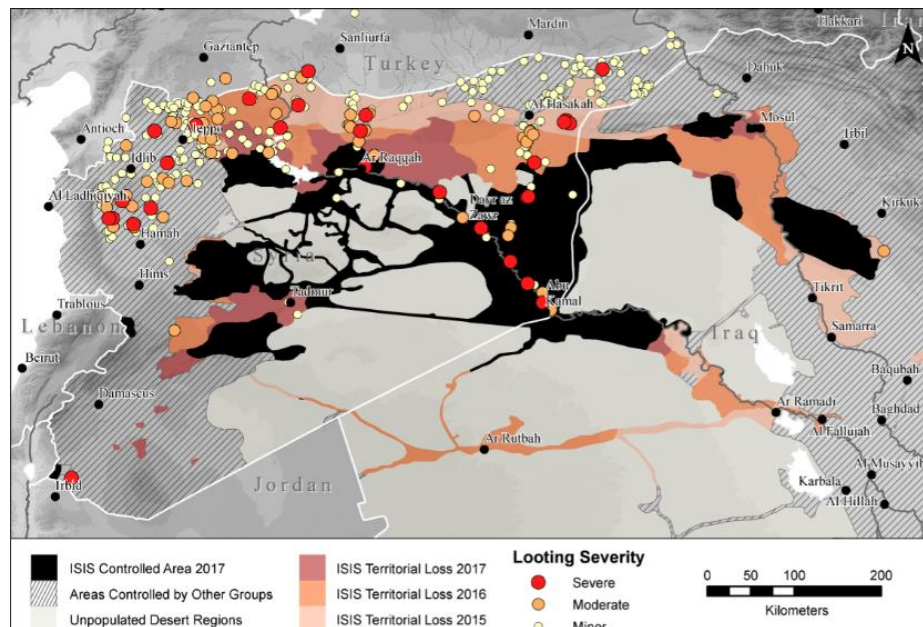 Mardin
Hakkari
Iran
Sanliurfa
Gaziantep
Turkey
Dahuk
Al Hasakah
Mosul
Antioch
Aleppo
Irbil
Idlib
Ar Raqqah
Al Ladhiqiyah
Dayr az
Zawr
Kirkuk
Hamah
Syria
Hims
Tadmur
Abu
Kamal
Tikrit
Trablous
Lebanon
Iraq
Samarra
Beirut
Baqubah
Damascus
Ar Ramadi
Baghdad
Al Fallujah
Ar Rutbah
Al Musayyib
Irbid
Jordan
Karbala
Al Hillah
N
ISIS Controlled Area 2017
Areas Controlled by Other Groups
Unpopulated Desert Regions
ISIS Territorial Loss 2017
ISIS Territorial Loss 2016
ISIS Territorial Loss 2015
Looting Severity
Severe
Moderate
Minor
0 50 100 200
Kilometers